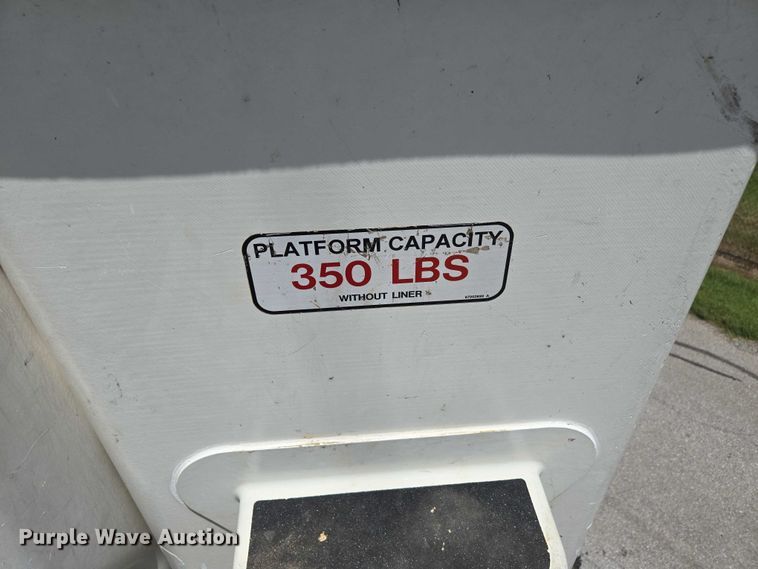 PLATFORM CAPACITY
350 LBS
WITHOUT LINER
Purple Wave Auction